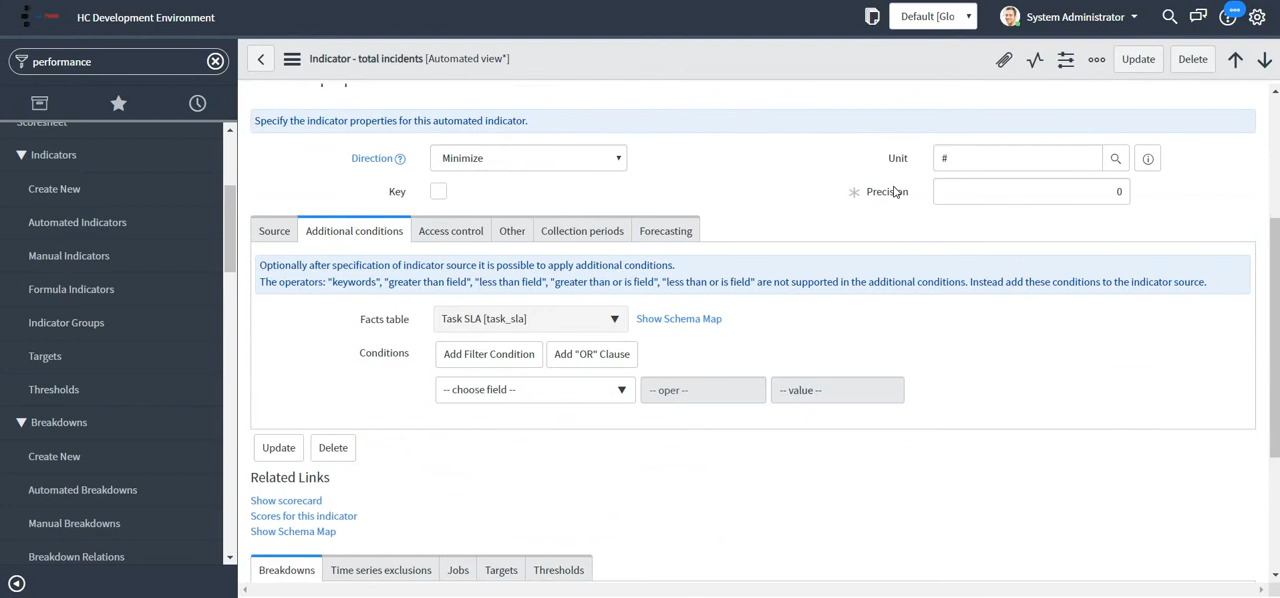 HC Development Environment
Default [Glo
System Administrator
performance
Indicator - total incidents [Automated view*]
Update
Delete
Scoresheet
Indicators
Create New
Automated Indicators
Manual Indicators
Formula Indicators
Indicator Groups
Targets
Thresholds
Breakdowns
Create New
Automated Breakdowns
Manual Breakdowns
Breakdown Relations
Specify the indicator properties for this automated indicator.
Direction
Minimize
Unit
#
Key
Precision
0
Source
Additional conditions
Access control
Other
Collection periods
Forecasting
Optionally after specification of indicator source it is possible to apply additional conditions.
The operators: "keywords", "greater than field", "less than field", "greater than or is field", "less than or is field" are not supported in the additional conditions. Instead add these conditions to the indicator source.
Facts table
Task SLA [task_sla]
Show Schema Map
Conditions
Add Filter Condition
Add "OR" Clause
-- choose field --
-- oper --
-- value --
Update
Delete
Related Links
Show scorecard
Scores for this indicator
Show Schema Map
Breakdowns
Time series exclusions
Jobs
Targets
Thresholds